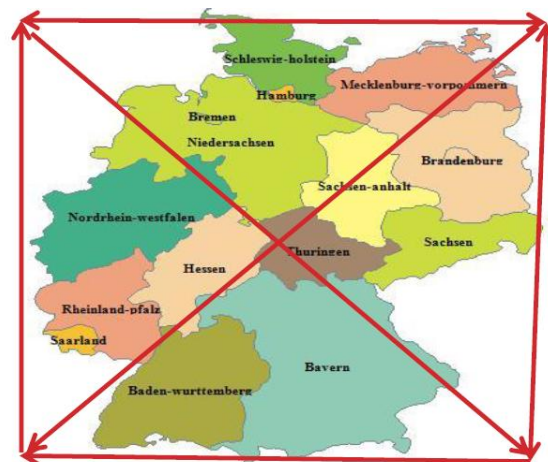 Schleswig-holstein
Mecklenburg-vorpommern
Hamburg
Bremen
Niedersachsen
Brandenburg
Sachsen-anhalt
Nordrhein-westfalen
Sachsen
Thuringen
Hessen
Rheinland-pfalz
Saarland
Bavern
Baden-wurttemberg